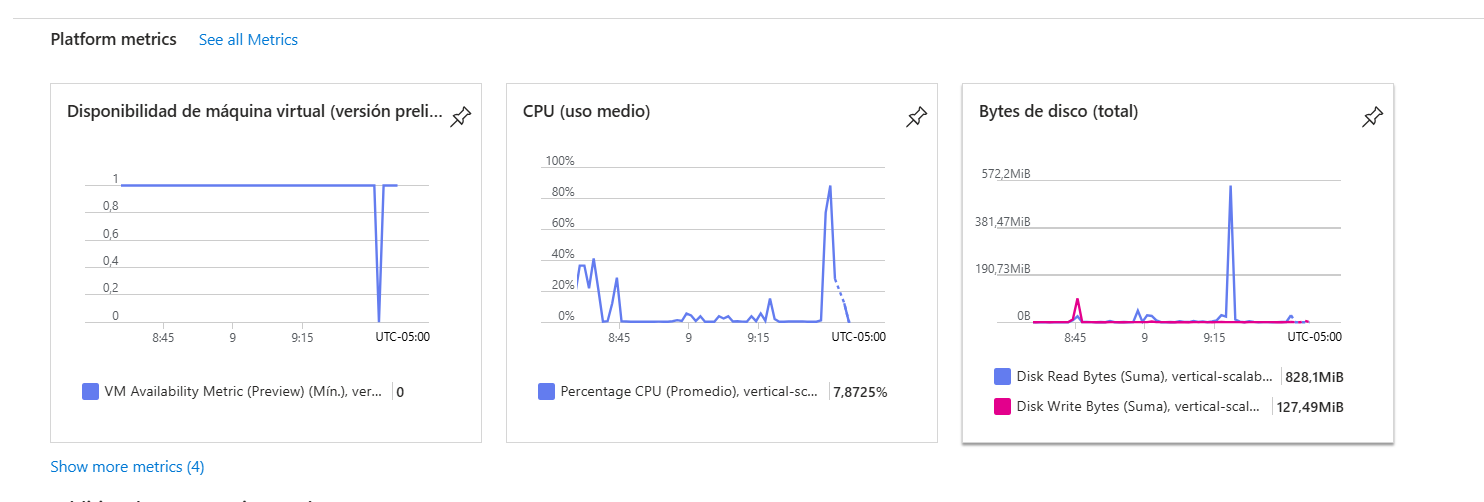 Platform metrics See all Metrics
Disponibilidad de máquina virtual (versión preli...
1
0,8
0,6
0,4
0,2
0
8:45 9 9:15 UTC-05:00
VM Availability Metric (Preview) (Mín.), ver... 0
CPU (uso medio)
100%
80%
60%
40%
20%
0%
8:45 9 9:15 UTC-05:00
Percentage CPU (Promedio), vertical-sc... 7,8725%
Bytes de disco (total)
572,2MiB
381,47MiB
190,73MiB
0B
8:45 9 9:15 UTC-05:00
Disk Read Bytes (Suma), vertical-scalab... 828,1MiB
Disk Write Bytes (Suma), vertical-scal... 127,49MiB
Show more metrics (4)